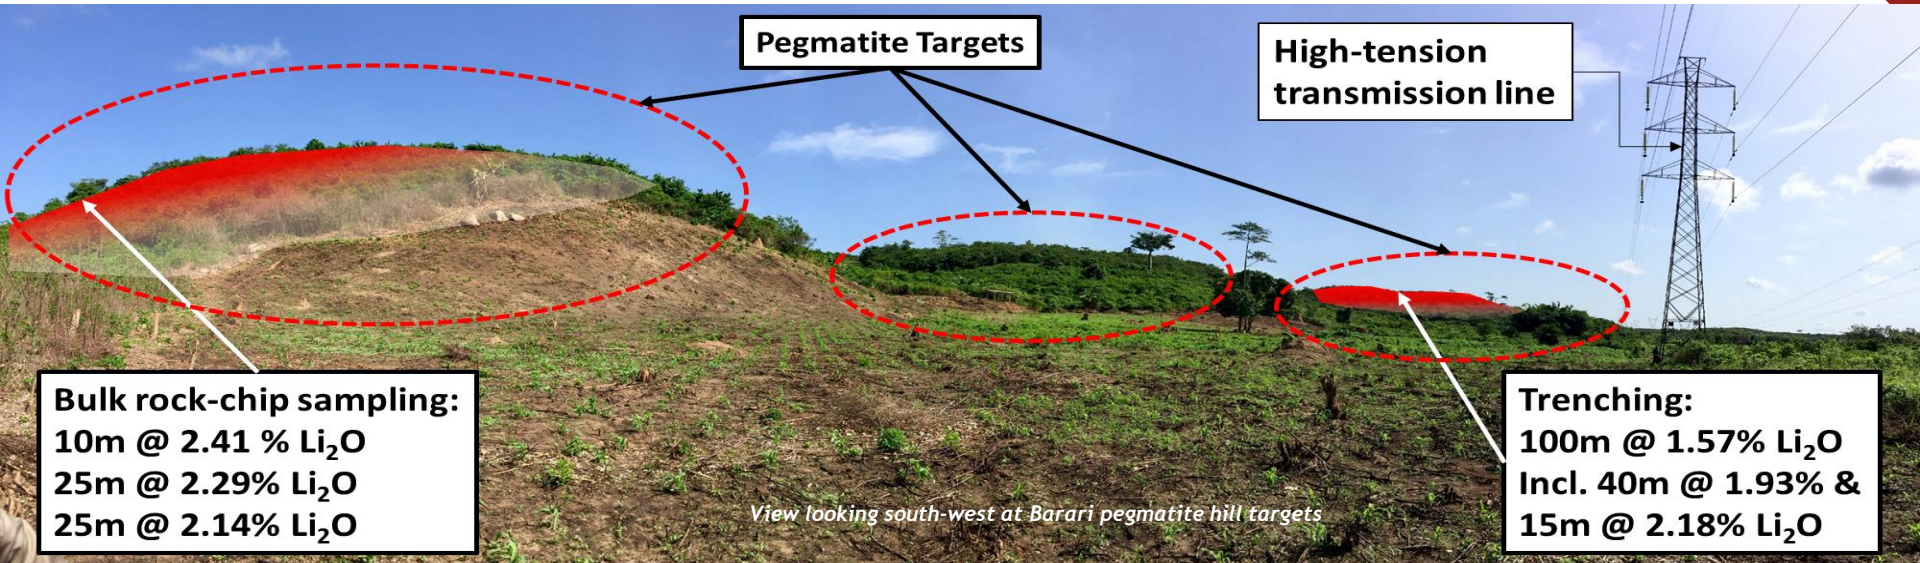 Pegmatite Targets
High-tension
transmission line
Bulk rock-chip sampling:
10m @ 2.41 % Li₂O
25m @ 2.29% Li₂O
25m @ 2.14% Li₂O
Trenching:
100m @ 1.57% Li₂O
Incl. 40m @ 1.93% &
15m @ 2.18% Li₂O
View looking south-west at Barari pegmatite hill targets